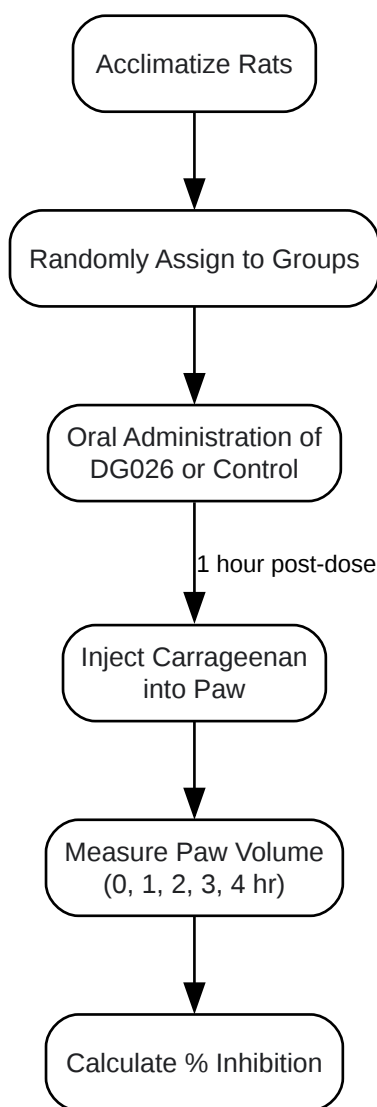 Acclimatize Rats
Randomly Assign to Groups
Oral Administration of
DG026 or Control
1 hour post-dose
Inject Carrageenan
into Paw
Measure Paw Volume
(0, 1, 2, 3, 4 hr)
Calculate % Inhibition